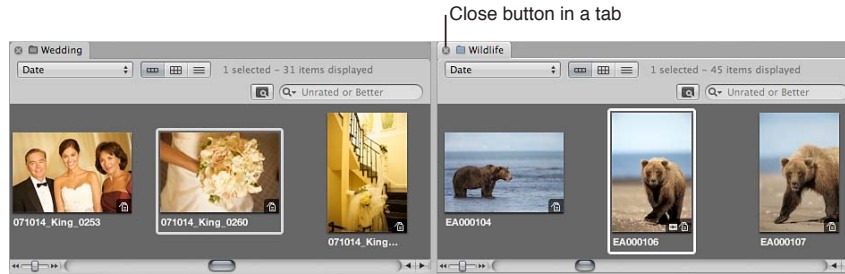 Close button in a tab
Wedding
Date
1 selected – 31 items displayed
Unrated or Better
071014_King_0253
071014_King_0260
071014_King...
Wildlife
Date
1 selected – 45 items displayed
Unrated or Better
EA000104
EA000106
EA000107